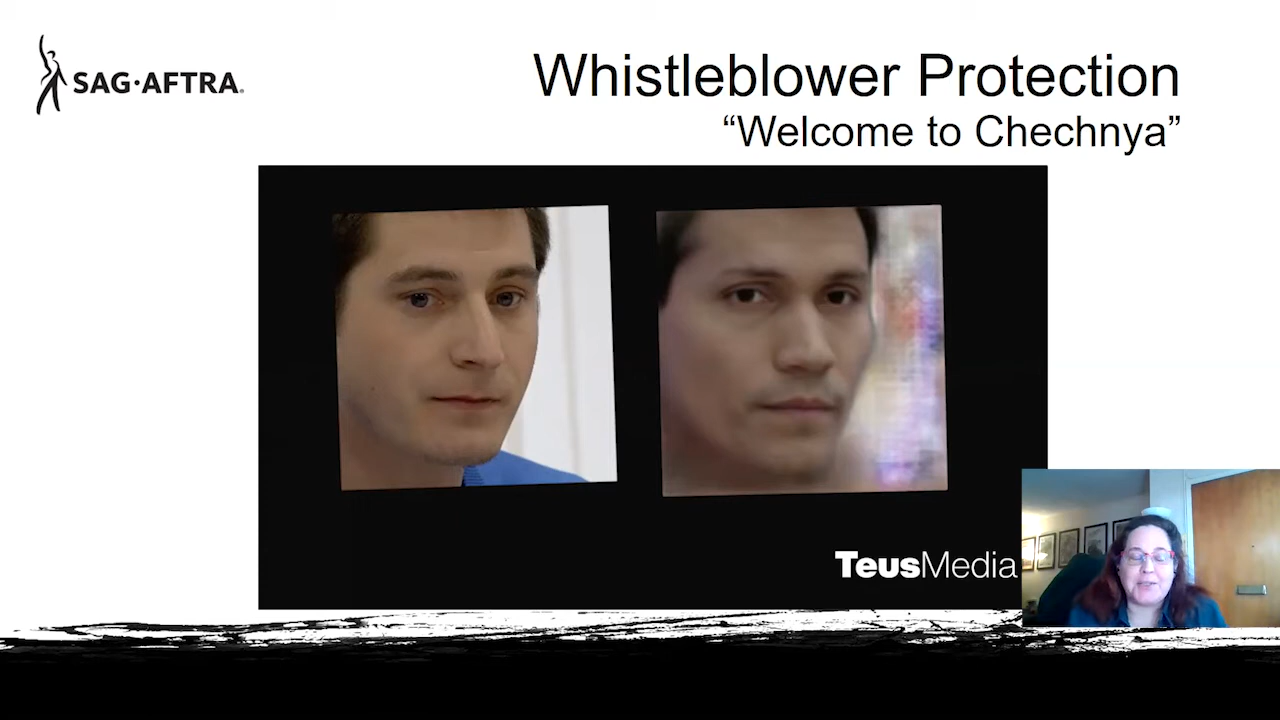 SAG·AFTRA®
Whistleblower Protection
“Welcome to Chechnya”
TeusMedia